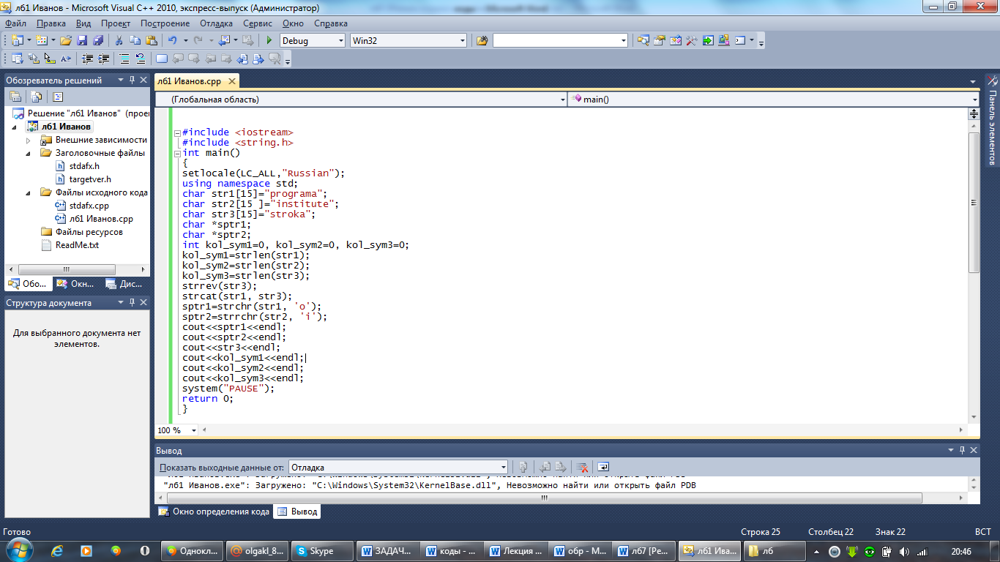 лб1 Иванов - Microsoft Visual C++ 2010, экспресс-выпуск (Администратор)
Файл Правка Вид Проект Построение Отладка Сервис Окно Справка
Debug Win32
Обозреватель решений
лб1 Иванов.cpp
(Глобальная область) main()
Решение "лб1 Иванов" (прое
лб1 Иванов
Внешние зависимости
Заголовочные файлы
stdafx.h
targetver.h
Файлы исходного кода
stdafx.cpp
лб1 Иванов.cpp
Файлы ресурсов
ReadMe.txt
Обо... Окн... Дис...
Структура документа
Для выбранного документа нет
элементов.
Панель элементов
#include <iostream>
#include <string.h>
int main()
{
setlocale(LC_ALL,"Russian");
using namespace std;
char str1[15]="programa";
char str2[15 ]="institute";
char str3[15]="stroka";
char *sptr1;
char *sptr2;
int kol_sym1=0, kol_sym2=0, kol_sym3=0;
kol_sym1=strlen(str1);
kol_sym2=strlen(str2);
kol_sym3=strlen(str3);
strrev(str3);
strcat(str1, str3);
sptr1=strchr(str1, 'o');
sptr2=strrchr(str2, 'i');
cout<<sptr1<<endl;
cout<<sptr2<<endl;
cout<<str3<<endl;
cout<<kol_sym1<<endl;
cout<<kol_sym2<<endl;
cout<<kol_sym3<<endl;
system("PAUSE");
return 0;
}
100 %
Вывод
Показать выходные данные от: Отладка
"лб1 Иванов.exe": Загружено: "C:\Windows\System32\KernelBase.dll", Невозможно найти или открыть файл PDB
Окно определения кода Вывод
Готово Строка 25 Столбец 22 Знак 22 ВСТ
Однокл... olgakl_8... Skype ЗАДАЧ... коды - ... Лекция ... обр - M... лб7 [Ре... лб1 Ива... лб 20:46